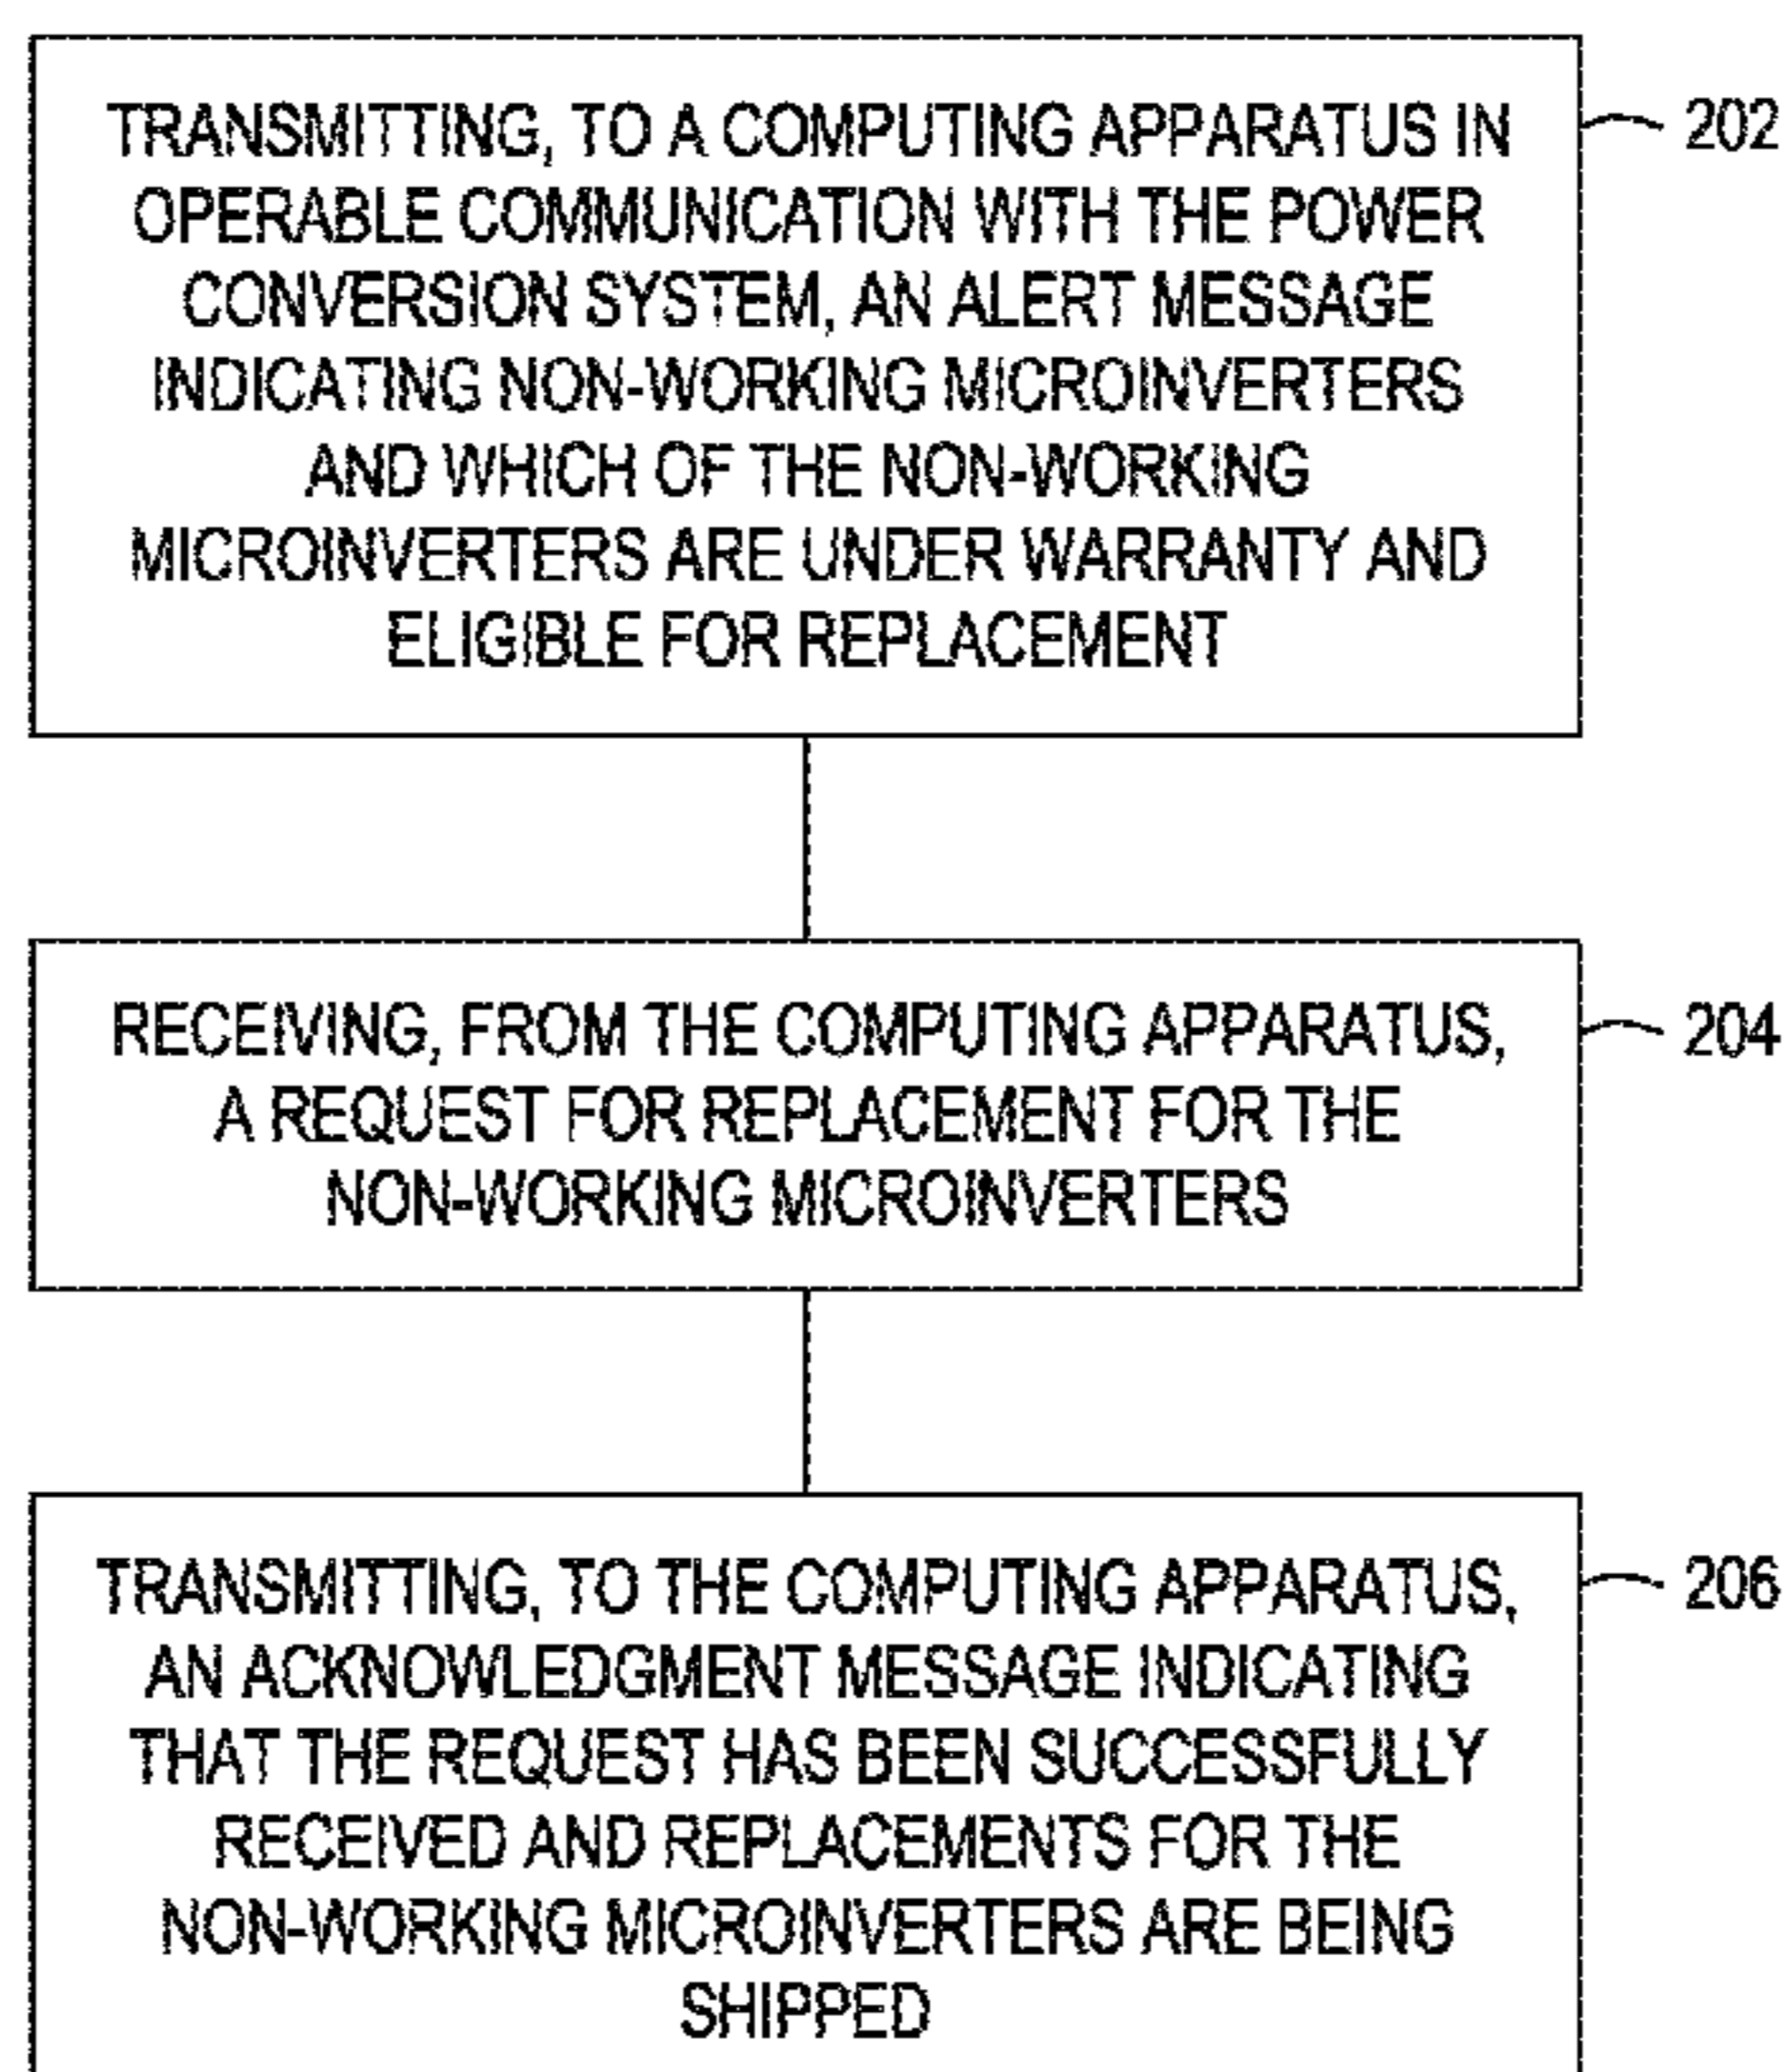 TRANSMITTING, TO A COMPUTING APPARATUS IN
OPERABLE COMMUNICATION WITH THE POWER
CONVERSION SYSTEM, AN ALERT MESSAGE
INDICATING NON-WORKING MICROINVERTERS
AND WHICH OF THE NON-WORKING
MICROINVERTERS ARE UNDER WARRANTY AND
ELIGIBLE FOR REPLACEMENT
202
RECEIVING, FROM THE COMPUTING APPARATUS,
A REQUEST FOR REPLACEMENT FOR THE
NON-WORKING MICROINVERTERS
204
TRANSMITTING, TO THE COMPUTING APPARATUS,
AN ACKNOWLEDGMENT MESSAGE INDICATING
THAT THE REQUEST HAS BEEN SUCCESSFULLY
RECEIVED AND REPLACEMENTS FOR THE
NON-WORKING MICROINVERTERS ARE BEING
SHIPPED
206